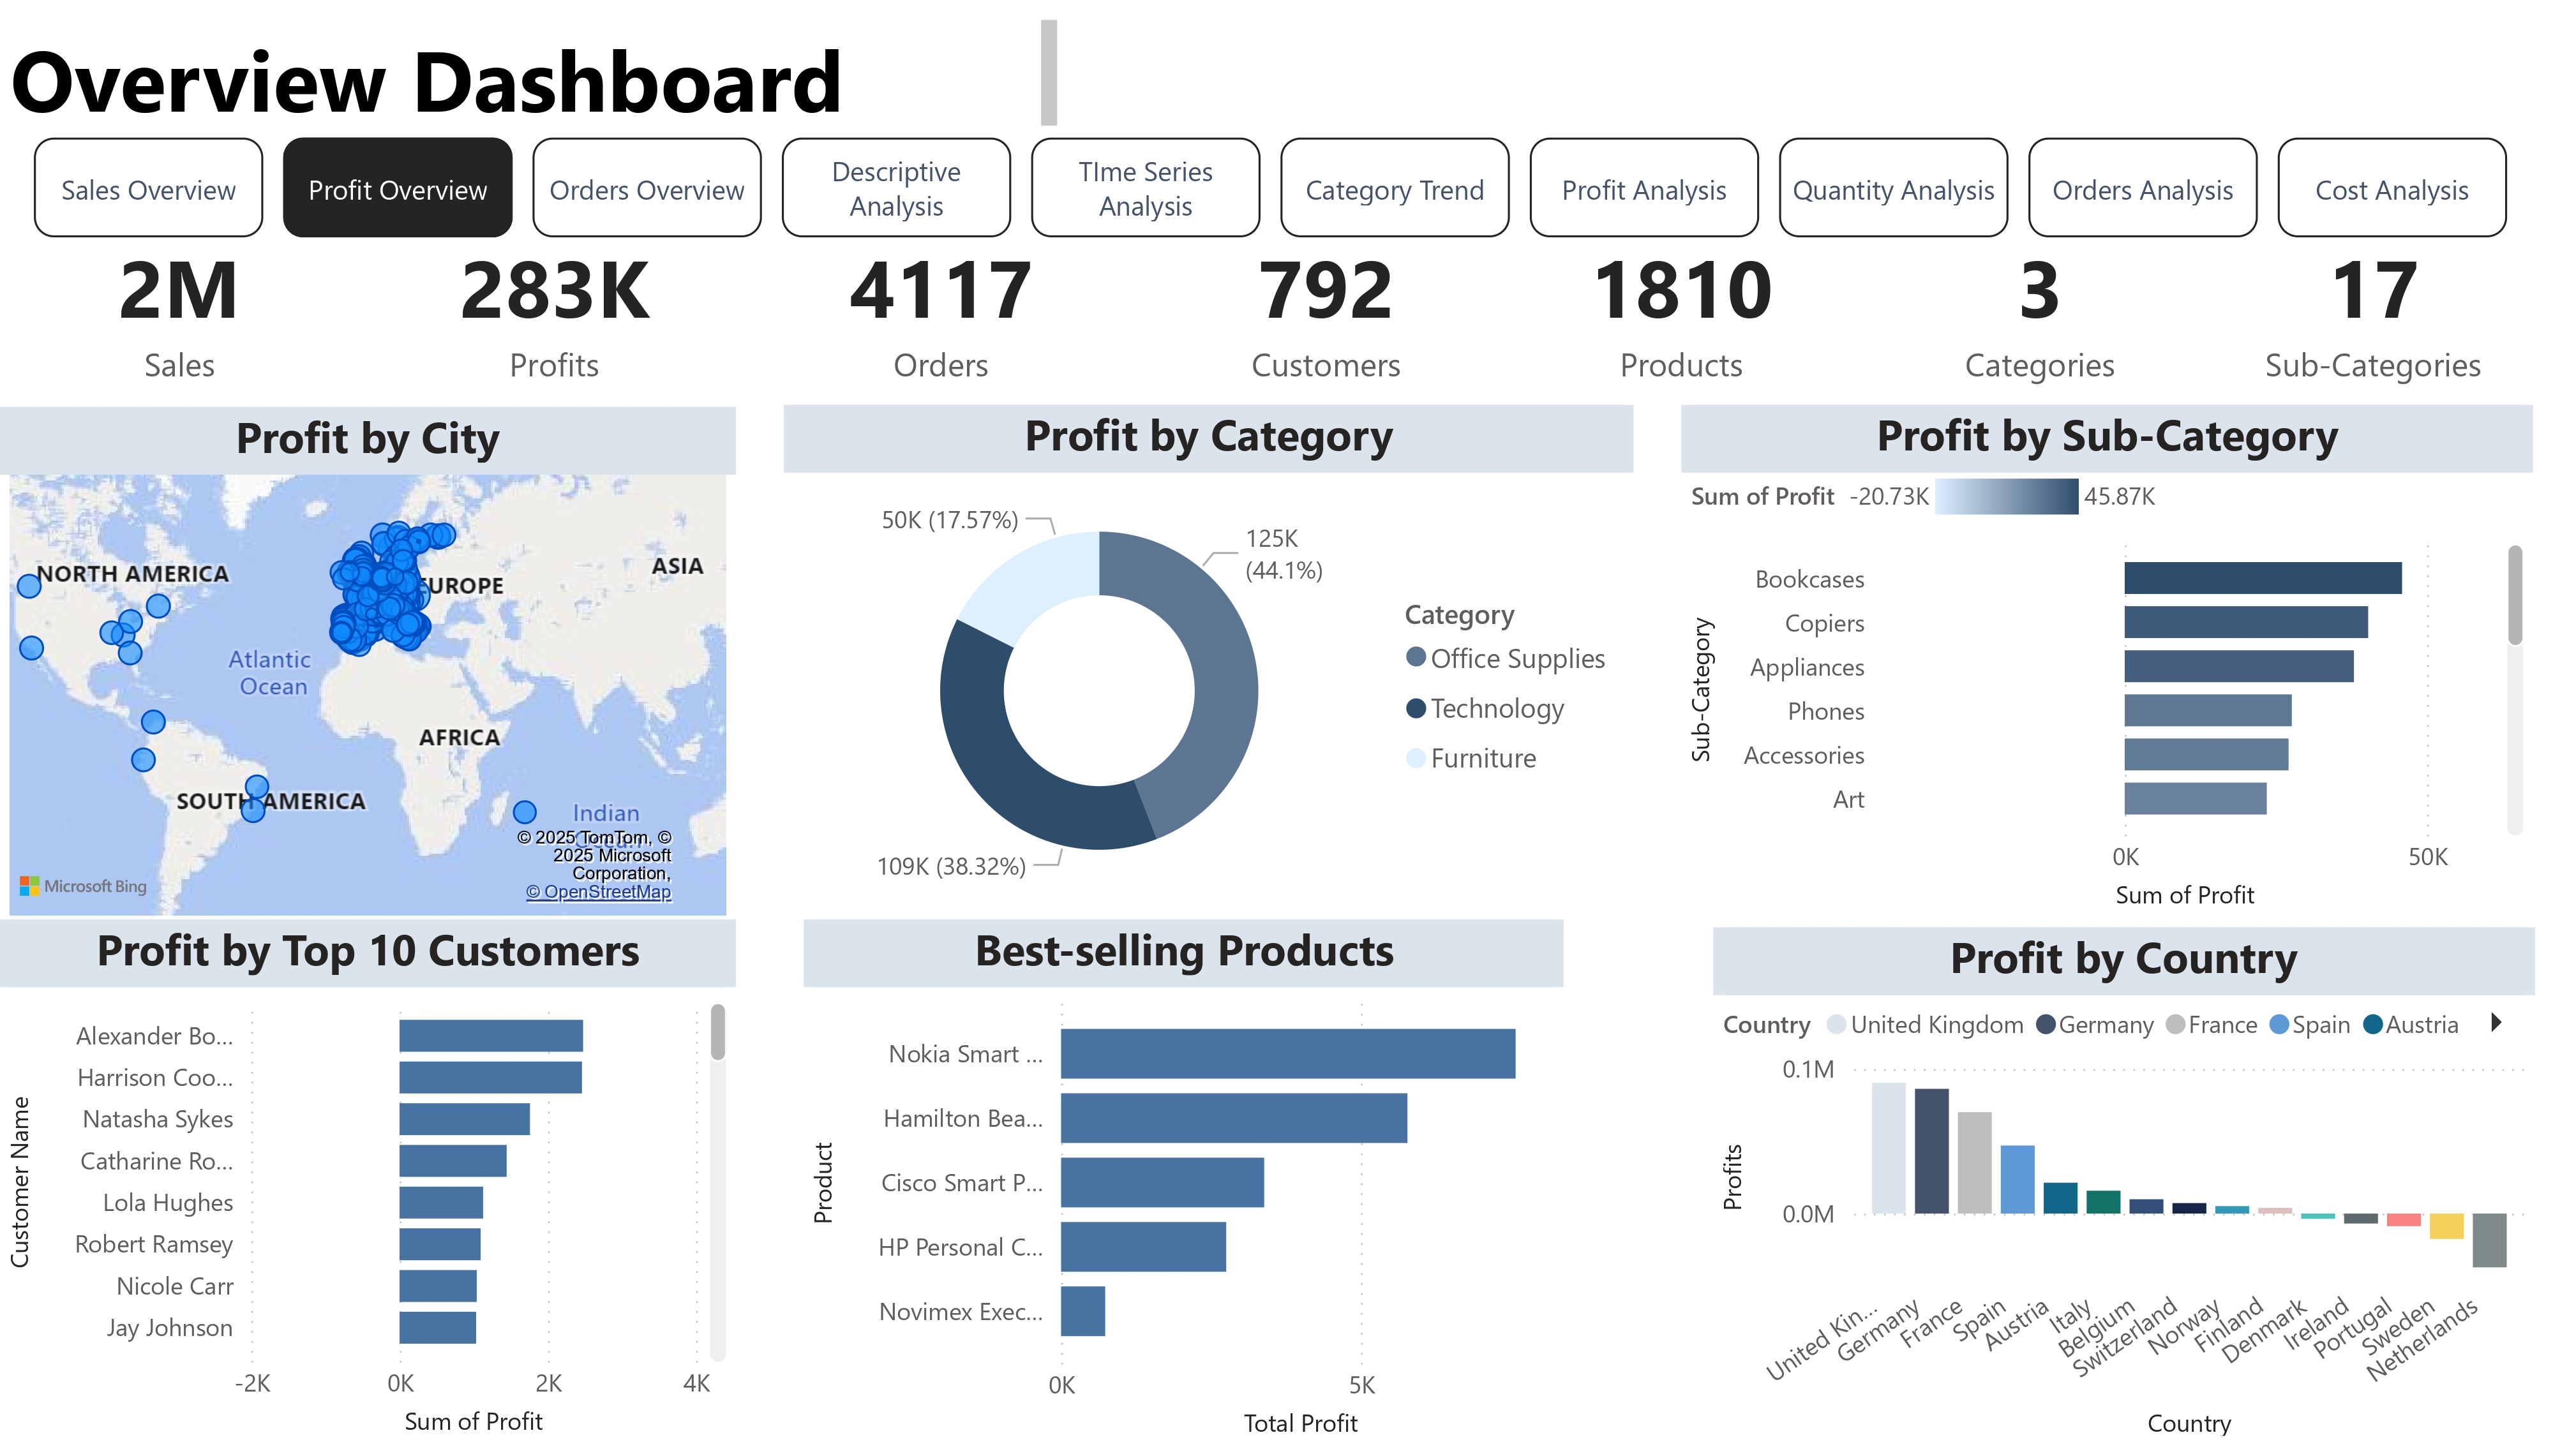 Overview Dashboard
Sales Overview
Profit Overview
Orders Overview
Descriptive
Analysis
TIme Series
Analysis
Category Trend
Profit Analysis
Quantity Analysis
Orders Analysis
Cost Analysis
2M
Sales
283K
Profits
4117
Orders
792
Customers
1810
Products
3
Categories
17
Sub-Categories
Profit by City
NORTH AMERICA
EUROPE
ASIA
Atlantic
Ocean
AFRICA
SOUTH AMERICA
Indian
© 2025 TomTom, ©
2025 Microsoft
Corporation,
© OpenStreetMap
Microsoft Bing
Profit by Category
50K (17.57%)
125K
(44.1%)
109K (38.32%)
Category
Office Supplies
Technology
Furniture
Profit by Sub-Category
Sum of Profit -20.73K 45.87K
Sub-Category
Bookcases
Copiers
Appliances
Phones
Accessories
Art
0K 50K
Sum of Profit
Profit by Top 10 Customers
Customer Name
Alexander Bo...
Harrison Coo...
Natasha Sykes
Catharine Ro...
Lola Hughes
Robert Ramsey
Nicole Carr
Jay Johnson
-2K 0K 2K 4K
Sum of Profit
Best-selling Products
Product
Nokia Smart ...
Hamilton Bea...
Cisco Smart P...
HP Personal C...
Novimex Exec...
0K 5K
Total Profit
Profit by Country
Country United Kingdom Germany France Spain Austria
Profits
0.1M
0.0M
United Kin...
Germany
France
Spain
Austria
Italy
Belgium
Switzerland
Norway
Finland
Denmark
Ireland
Portugal
Sweden
Netherlands
Country